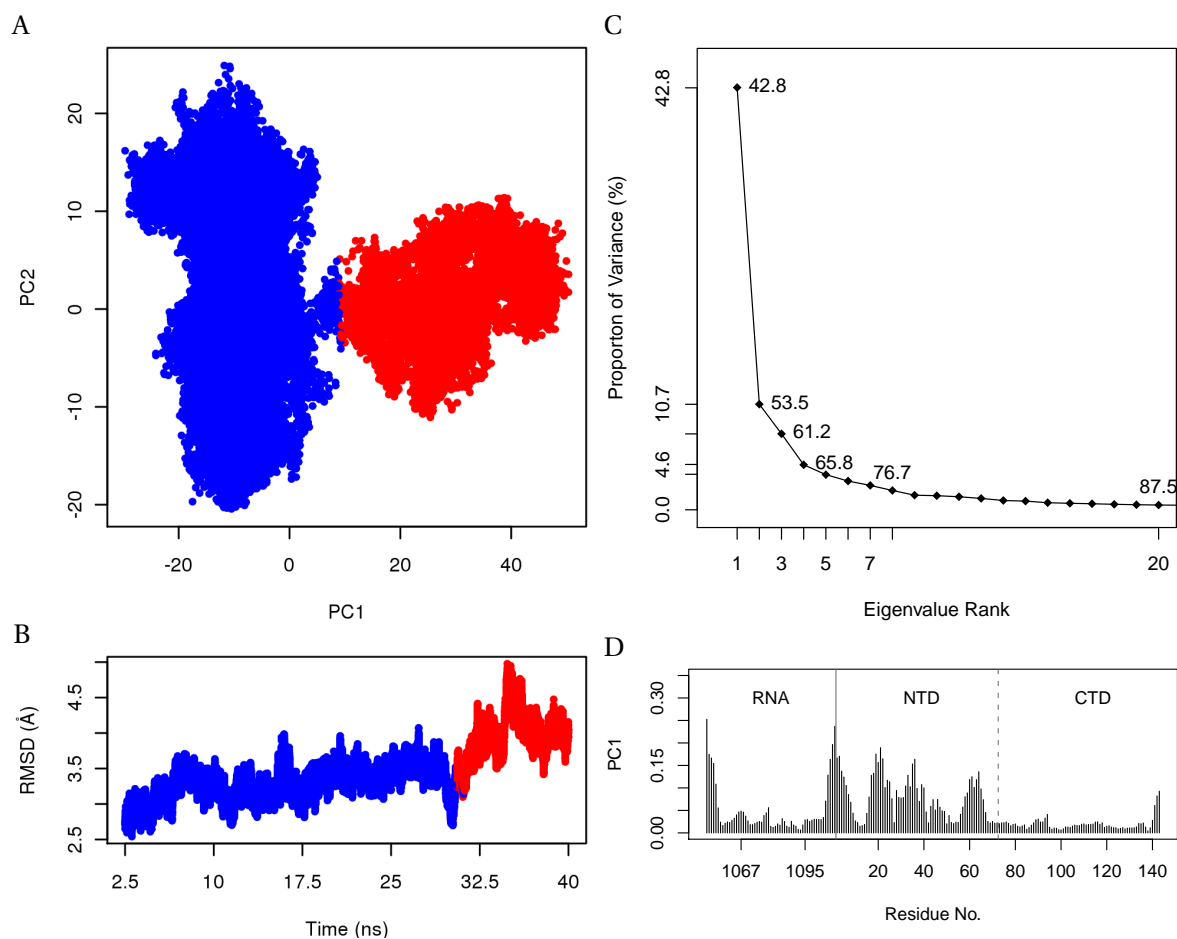 A
20
10
0
-10
-20
PC2
-20 0 20 40
PC1
B
4.5
3.5
2.5
RMSD (Å)
2.5 10 17.5 25 32.5 40
Time (ns)
C
42.8
10.7
4.6
0.0
Proporton of Variance (%)
42.8
53.5
61.2
65.8
76.7
87.5
1 3 5 7 20
Eigenvalue Rank
D
0.30
0.15
0.00
PC1
RNA NTD CTD
1067 1095 20 40 60 80 100 120 140
Residue No.